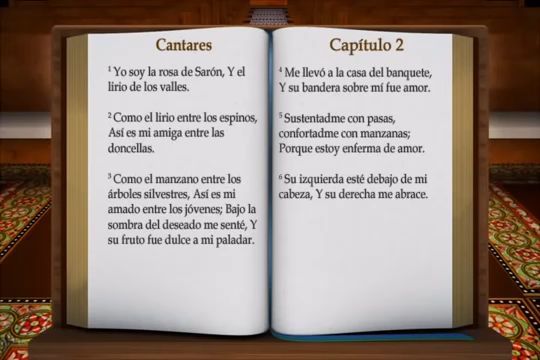 Cantares
¹ Yo soy la rosa de Sarón, Y el
lirio de los valles.
² Como el lirio entre los espinos,
Así es mi amiga entre las
doncellas.
³ Como el manzano entre los
árboles silvestres, Así es mi
amado entre los jóvenes; Bajo la
sombra del deseado me senté, Y
su fruto fue dulce a mi paladar.
Capítulo 2
⁴ Me llevó a la casa del banquete,
Y su bandera sobre mí fue amor.
⁵ Sustentadme con pasas,
confortadme con manzanas;
Porque estoy enferma de amor.
⁶ Su izquierda esté debajo de mi
cabeza, Y su derecha me abrace.